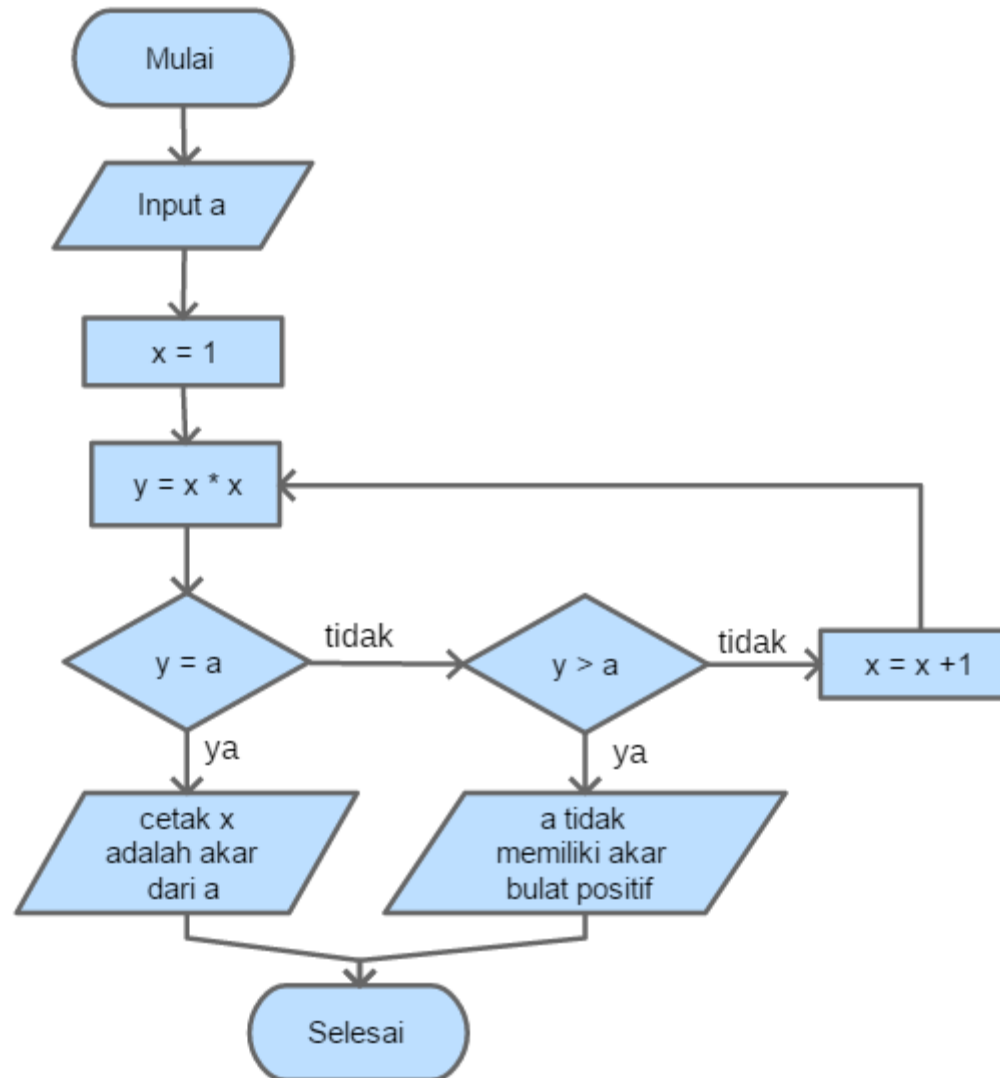 Mulai
Input a
x = 1
y = x * x
y = a
tidak
y > a
tidak
x = x +1
ya
ya
cetak x
adalah akar
dari a
a tidak
memiliki akar
bulat positif
Selesai